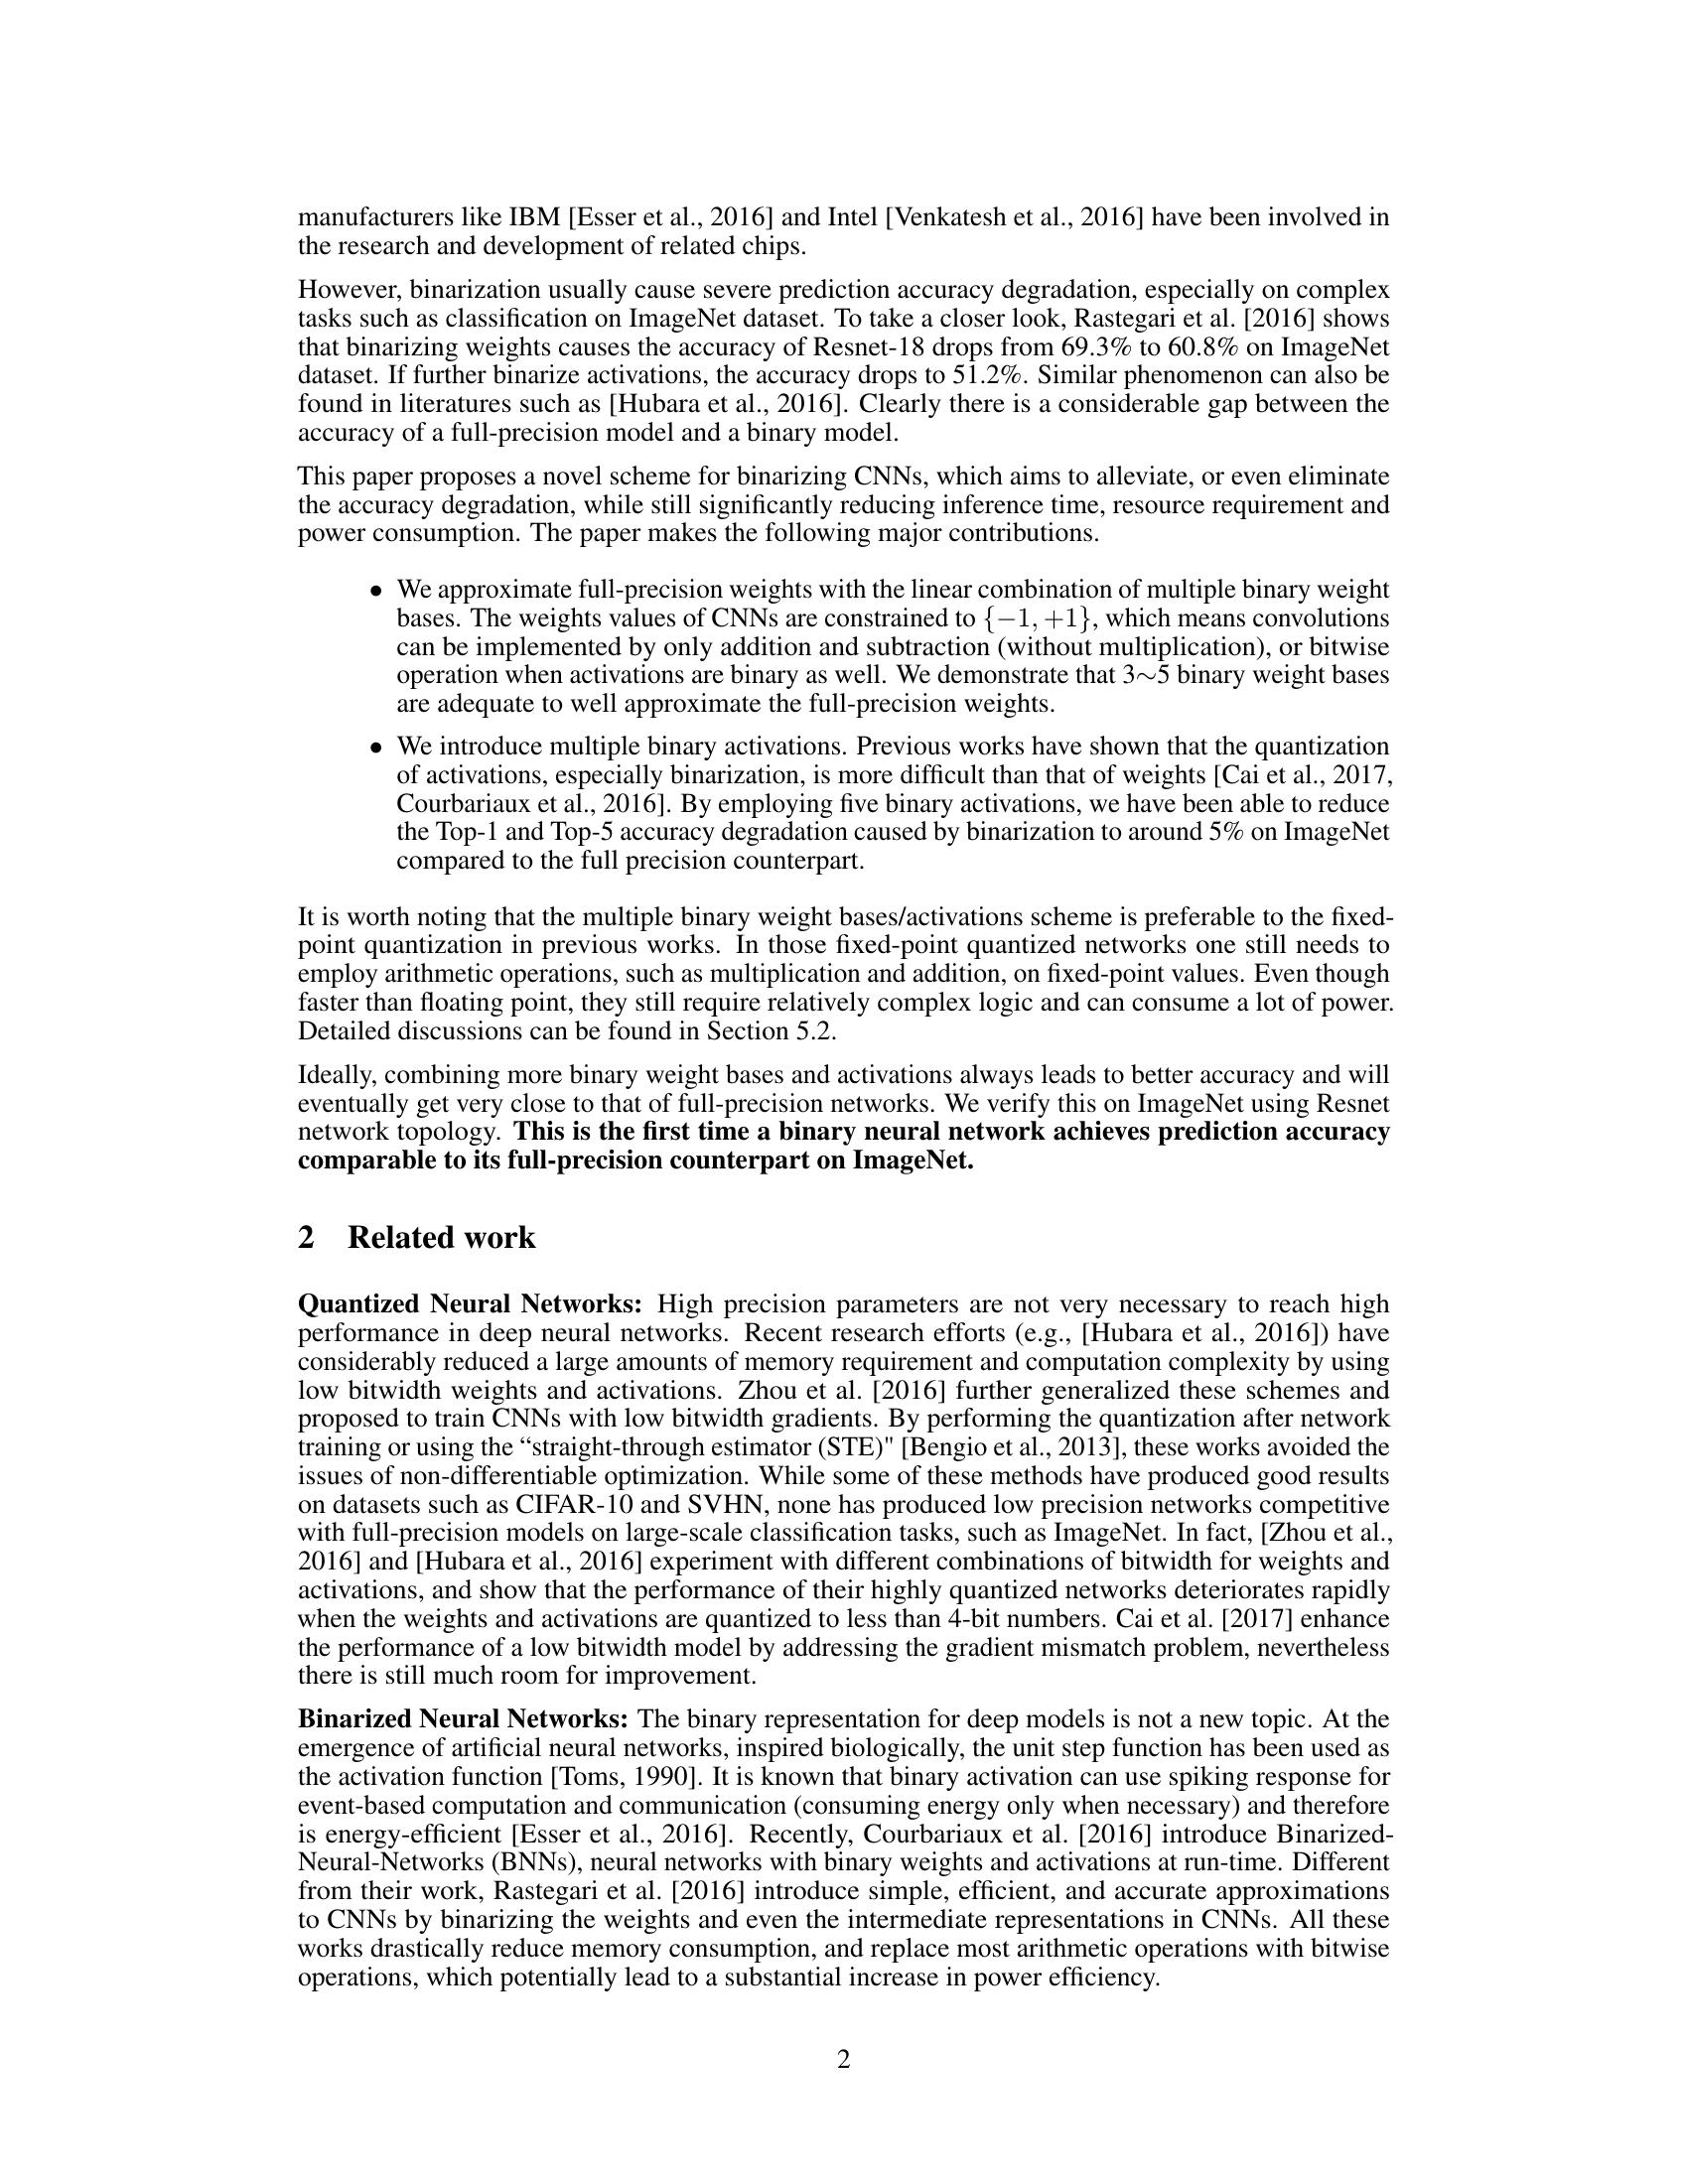 manufacturers like IBM [Esser et al., 2016] and Intel [Venkatesh et al., 2016] have been involved in
the research and development of related chips.
However, binarization usually cause severe prediction accuracy degradation, especially on complex
tasks such as classification on ImageNet dataset. To take a closer look, Rastegari et al. [2016] shows
that binarizing weights causes the accuracy of Resnet-18 drops from 69.3% to 60.8% on ImageNet
dataset. If further binarize activations, the accuracy drops to 51.2%. Similar phenomenon can also be
found in literatures such as [Hubara et al., 2016]. Clearly there is a considerable gap between the
accuracy of a full-precision model and a binary model.
This paper proposes a novel scheme for binarizing CNNs, which aims to alleviate, or even eliminate
the accuracy degradation, while still significantly reducing inference time, resource requirement and
power consumption. The paper makes the following major contributions.
• We approximate full-precision weights with the linear combination of multiple binary weight
bases. The weights values of CNNs are constrained to {−1, +1}, which means convolutions
can be implemented by only addition and subtraction (without multiplication), or bitwise
operation when activations are binary as well. We demonstrate that 3∼5 binary weight bases
are adequate to well approximate the full-precision weights.
• We introduce multiple binary activations. Previous works have shown that the quantization
of activations, especially binarization, is more difficult than that of weights [Cai et al., 2017,
Courbariaux et al., 2016]. By employing five binary activations, we have been able to reduce
the Top-1 and Top-5 accuracy degradation caused by binarization to around 5% on ImageNet
compared to the full precision counterpart.
It is worth noting that the multiple binary weight bases/activations scheme is preferable to the fixed-
point quantization in previous works. In those fixed-point quantized networks one still needs to
employ arithmetic operations, such as multiplication and addition, on fixed-point values. Even though
faster than floating point, they still require relatively complex logic and can consume a lot of power.
Detailed discussions can be found in Section 5.2.
Ideally, combining more binary weight bases and activations always leads to better accuracy and will
eventually get very close to that of full-precision networks. We verify this on ImageNet using Resnet
network topology. This is the first time a binary neural network achieves prediction accuracy
comparable to its full-precision counterpart on ImageNet.
2 Related work
Quantized Neural Networks: High precision parameters are not very necessary to reach high
performance in deep neural networks. Recent research efforts (e.g., [Hubara et al., 2016]) have
considerably reduced a large amounts of memory requirement and computation complexity by using
low bitwidth weights and activations. Zhou et al. [2016] further generalized these schemes and
proposed to train CNNs with low bitwidth gradients. By performing the quantization after network
training or using the “straight-through estimator (STE)" [Bengio et al., 2013], these works avoided the
issues of non-differentiable optimization. While some of these methods have produced good results
on datasets such as CIFAR-10 and SVHN, none has produced low precision networks competitive
with full-precision models on large-scale classification tasks, such as ImageNet. In fact, [Zhou et al.,
2016] and [Hubara et al., 2016] experiment with different combinations of bitwidth for weights and
activations, and show that the performance of their highly quantized networks deteriorates rapidly
when the weights and activations are quantized to less than 4-bit numbers. Cai et al. [2017] enhance
the performance of a low bitwidth model by addressing the gradient mismatch problem, nevertheless
there is still much room for improvement.
Binarized Neural Networks: The binary representation for deep models is not a new topic. At the
emergence of artificial neural networks, inspired biologically, the unit step function has been used as
the activation function [Toms, 1990]. It is known that binary activation can use spiking response for
event-based computation and communication (consuming energy only when necessary) and therefore
is energy-efficient [Esser et al., 2016]. Recently, Courbariaux et al. [2016] introduce Binarized-
Neural-Networks (BNNs), neural networks with binary weights and activations at run-time. Different
from their work, Rastegari et al. [2016] introduce simple, efficient, and accurate approximations
to CNNs by binarizing the weights and even the intermediate representations in CNNs. All these
works drastically reduce memory consumption, and replace most arithmetic operations with bitwise
operations, which potentially lead to a substantial increase in power efficiency.
2